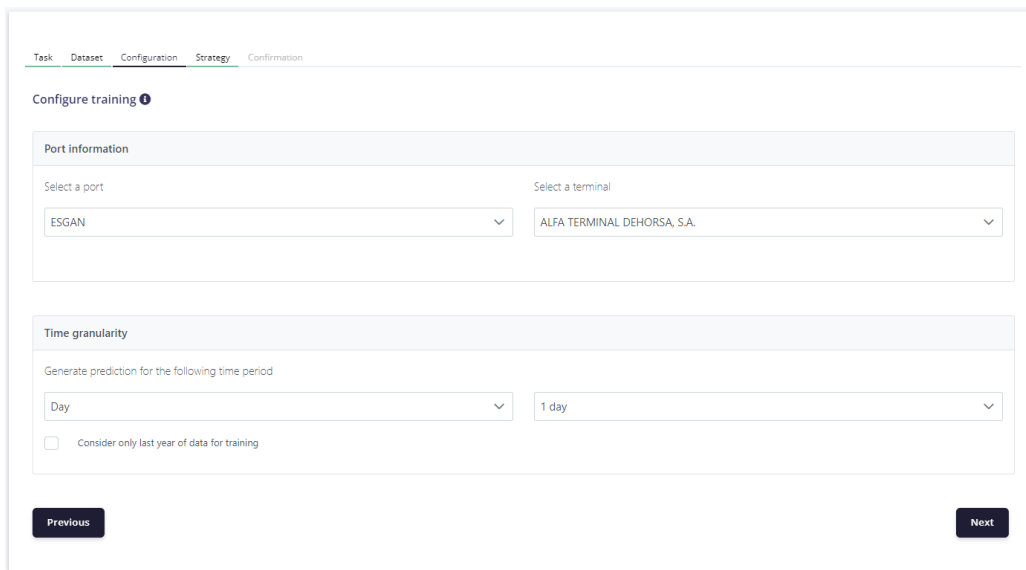 Task Dataset Configuration Strategy Confirmation
Configure training
Port information
Select a port Select a terminal
ESGAN ALFA TERMINAL DEHORSA, S.A.
Time granularity
Generate prediction for the following time period
Day 1 day
Consider only last year of data for training
Previous Next